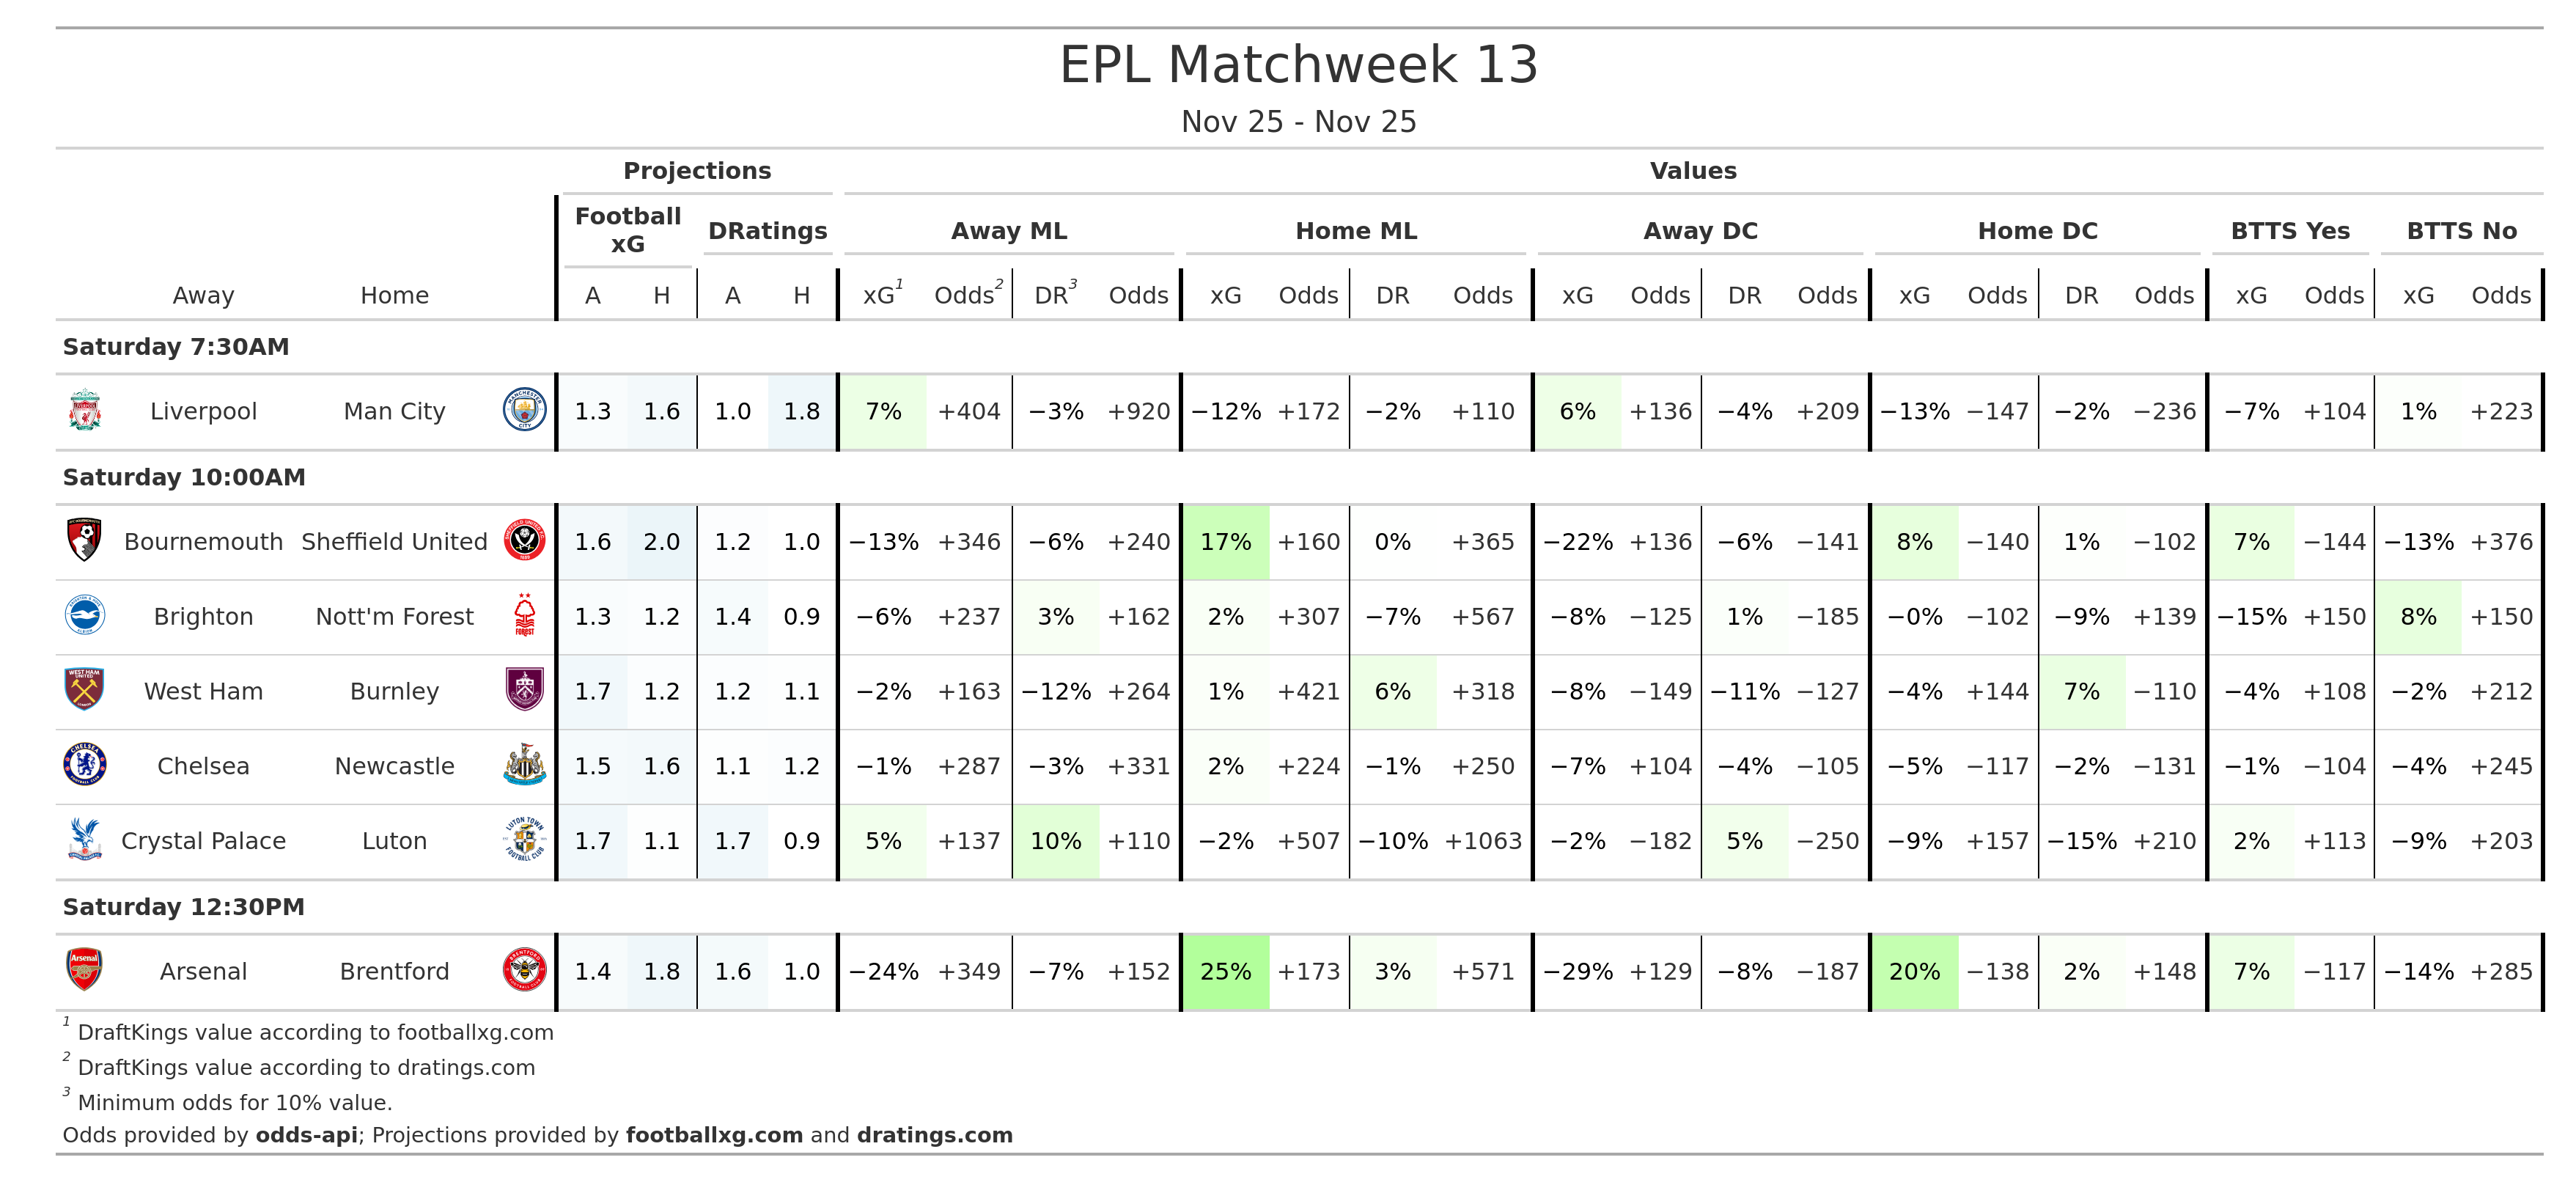 EPL Matchweek 13
Nov 25 - Nov 25
Projections Values
Football xG DRatings Away ML Home ML Away DC Home DC BTTS Yes BTTS No
Away Home A H A H xG1 Odds2 DR3 Odds xG Odds DR Odds xG Odds DR Odds xG Odds DR Odds xG Odds xG Odds
Saturday 7:30AM
Liverpool Man City 1.3 1.6 1.0 1.8 7% +404 −3% +920 −12% +172 −2% +110 6% +136 −4% +209 −13% −147 −2% −236 −7% +104 1% +223
Saturday 10:00AM
Bournemouth Sheffield United 1.6 2.0 1.2 1.0 −13% +346 −6% +240 17% +160 0% +365 −22% +136 −6% −141 8% −140 1% −102 7% −144 −13% +376
Brighton Nott'm Forest 1.3 1.2 1.4 0.9 −6% +237 3% +162 2% +307 −7% +567 −8% −125 1% −185 −0% −102 −9% +139 −15% +150 8% +150
West Ham Burnley 1.7 1.2 1.2 1.1 −2% +163 −12% +264 1% +421 6% +318 −8% −149 −11% −127 −4% +144 7% −110 −4% +108 −2% +212
Chelsea Newcastle 1.5 1.6 1.1 1.2 −1% +287 −3% +331 2% +224 −1% +250 −7% +104 −4% −105 −5% −117 −2% −131 −1% −104 −4% +245
Crystal Palace Luton 1.7 1.1 1.7 0.9 5% +137 10% +110 −2% +507 −10% +1063 −2% −182 5% −250 −9% +157 −15% +210 2% +113 −9% +203
Saturday 12:30PM
Arsenal Brentford 1.4 1.8 1.6 1.0 −24% +349 −7% +152 25% +173 3% +571 −29% +129 −8% −187 20% −138 2% +148 7% −117 −14% +285
1 DraftKings value according to footballxg.com
2 DraftKings value according to dratings.com
3 Minimum odds for 10% value.
Odds provided by odds-api; Projections provided by footballxg.com and dratings.com